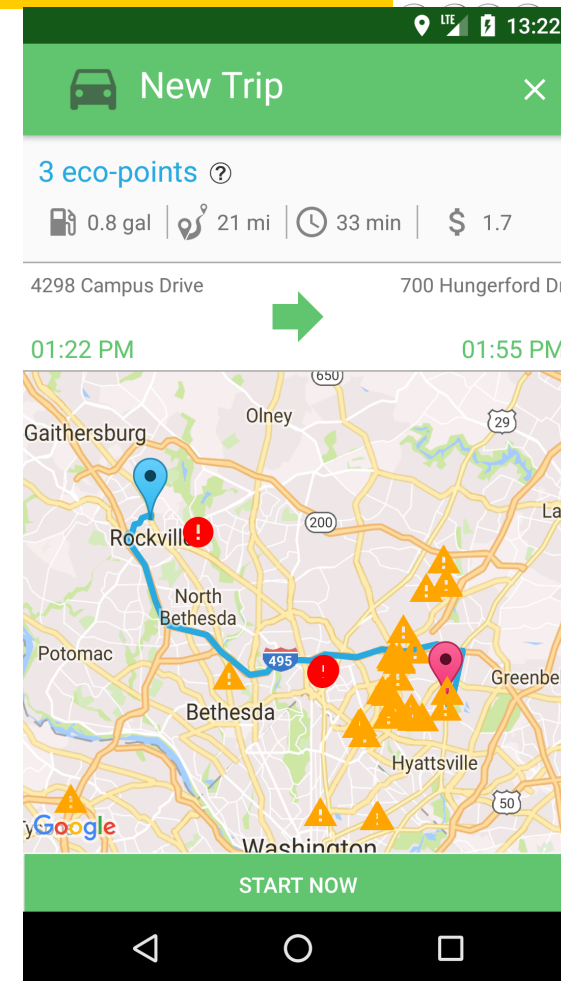 LTE 13:22
New Trip
3 eco-points ?
0.8 gal 21 mi 33 min $ 1.7
4298 Campus Drive 700 Hungerford Dr
01:22 PM 01:55 PM
650
Olney
29
Gaithersburg
200
Rockville
North
Bethesda
Potomac
495
Bethesda
Hyattsville
50
Google
Washington
START NOW